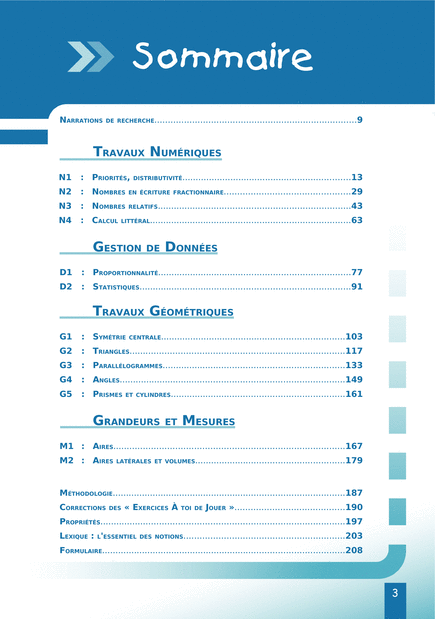 Sommaire
Narrations de recherche.................................................................9
Travaux Numériques
N1 : Priorités, distributivité.......................................................13
N2 : Nombres en écriture fractionnaire.........................................29
N3 : Nombres relatifs..............................................................43
N4 : Calcul littéral.................................................................63
Gestion de Données
D1 : Proportionnalité..............................................................77
D2 : Statistiques...................................................................91
Travaux Géométriques
G1 : Symétrie centrale...........................................................103
G2 : Triangles.....................................................................117
G3 : Parallélogrammes...........................................................133
G4 : Angles........................................................................149
G5 : Prismes et cylindres........................................................161
Grandeurs et Mesures
M1 : Aires..........................................................................167
M2 : Aires latérales et volumes................................................179
Méthodologie...........................................................................187
Corrections des « Exercices À toi de Jouer »....................................190
Propriétés..............................................................................197
Lexique : l'essentiel des notions....................................................203
Formulaire..............................................................................208
3